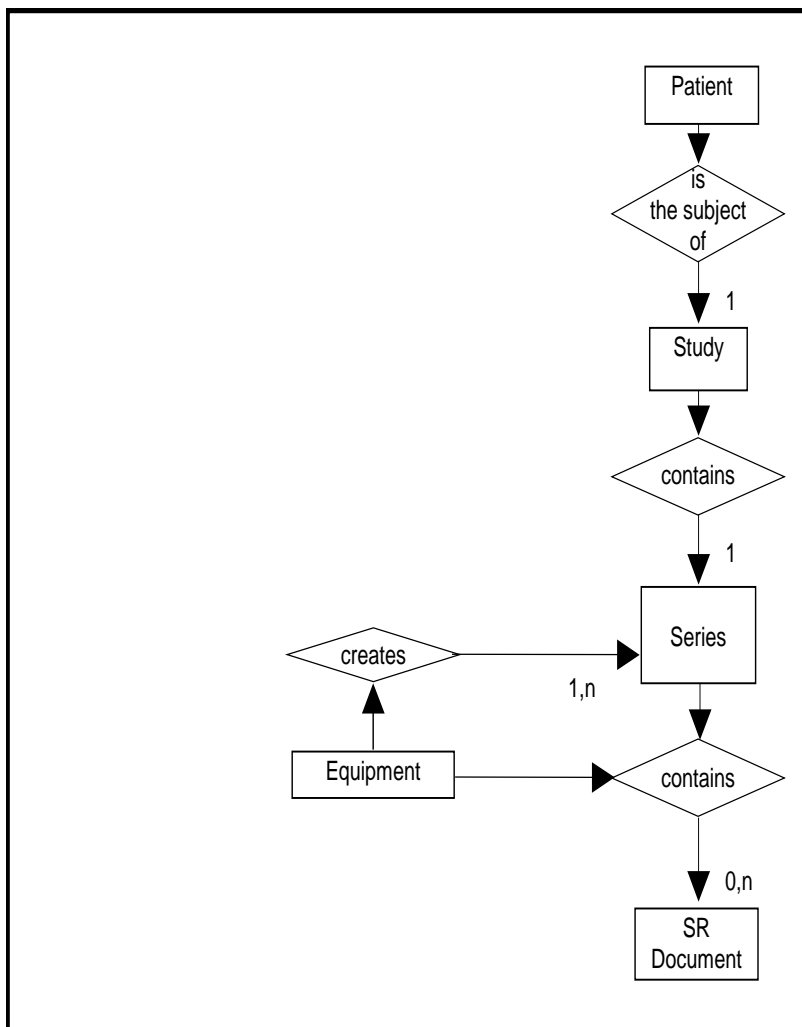 Patient
is
the subject
of
1
Study
contains
1
Series
creates
1,n
Equipment
contains
0,n
SR
Document